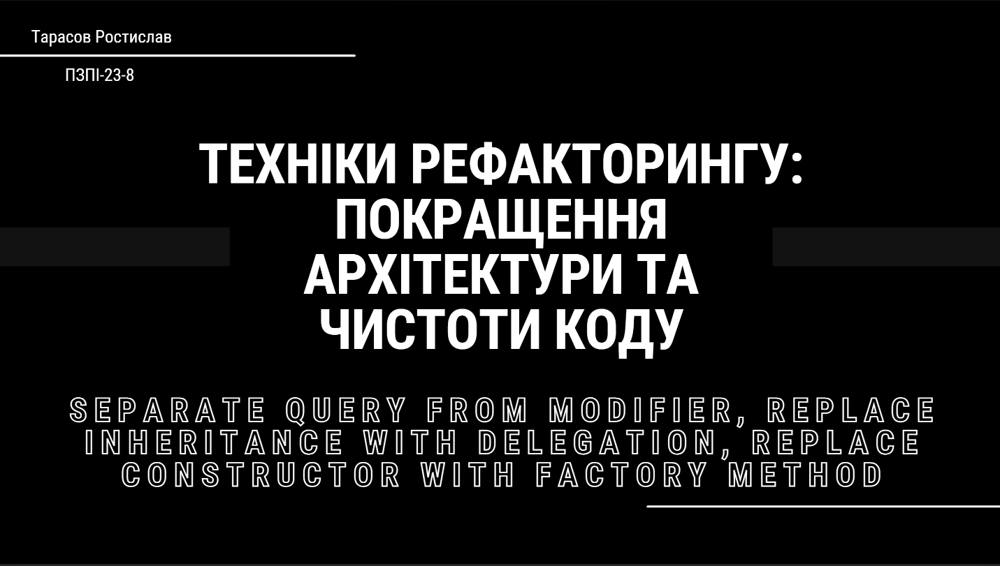 Тарасов Ростислав
ПЗПІ-23-8
ТЕХНІКИ РЕФАКТОРИНГУ:
ПОКРАЩЕННЯ
АРХІТЕКТУРИ ТА
ЧИСТОТИ КОДУ
SEPARATE QUERY FROM MODIFIER, REPLACE
INHERITANCE WITH DELEGATION, REPLACE
CONSTRUCTOR WITH FACTORY METHOD